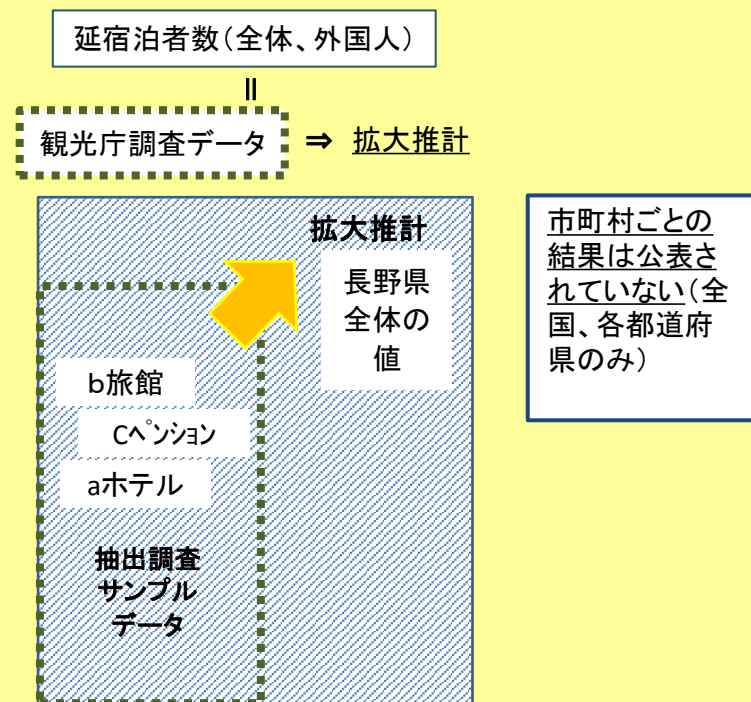 延宿泊者数（全体、外国人）
＝
観光庁調査データ ⇒ 拡大推計
拡大推計
長野県
全体の
値
市町村ごとの
結果は公表さ
れていない（全
国、各都道府
県のみ）
b旅館
Cﾍﾟﾝｼｮﾝ
aホテル
抽出調査
サンプル
データ